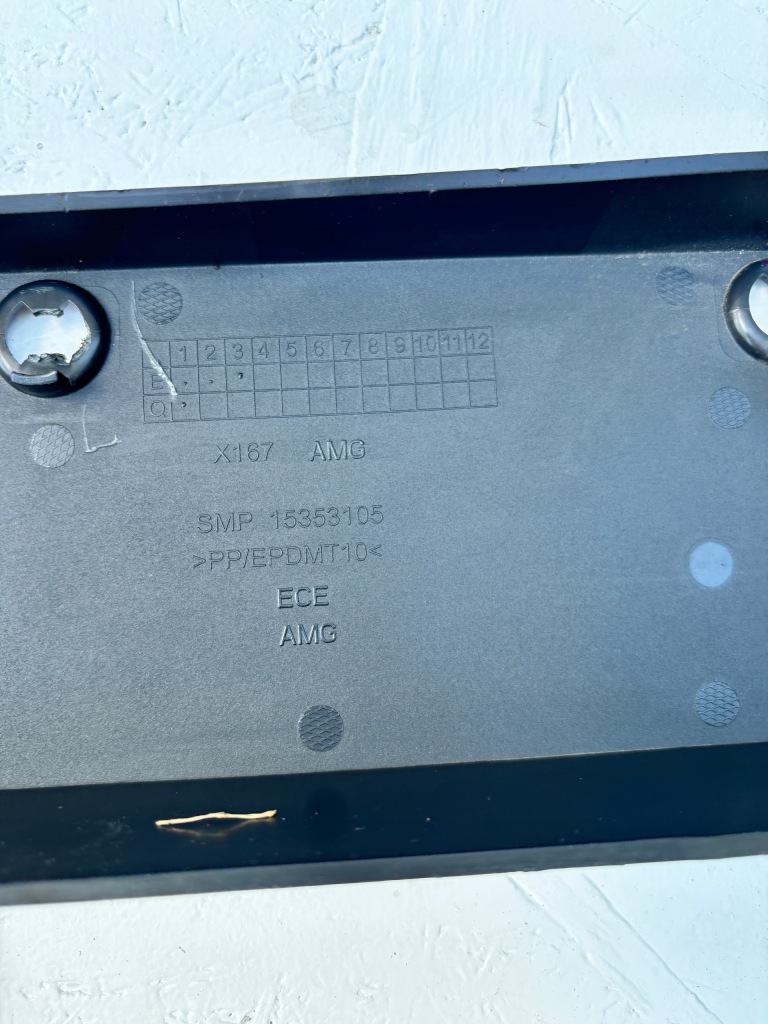 1 2 3 4 5 6 7 8 9 10 11 12
E
Q
X167 AMG
SMP 15353105
>PP/EPDMT10<
ECE
AMG